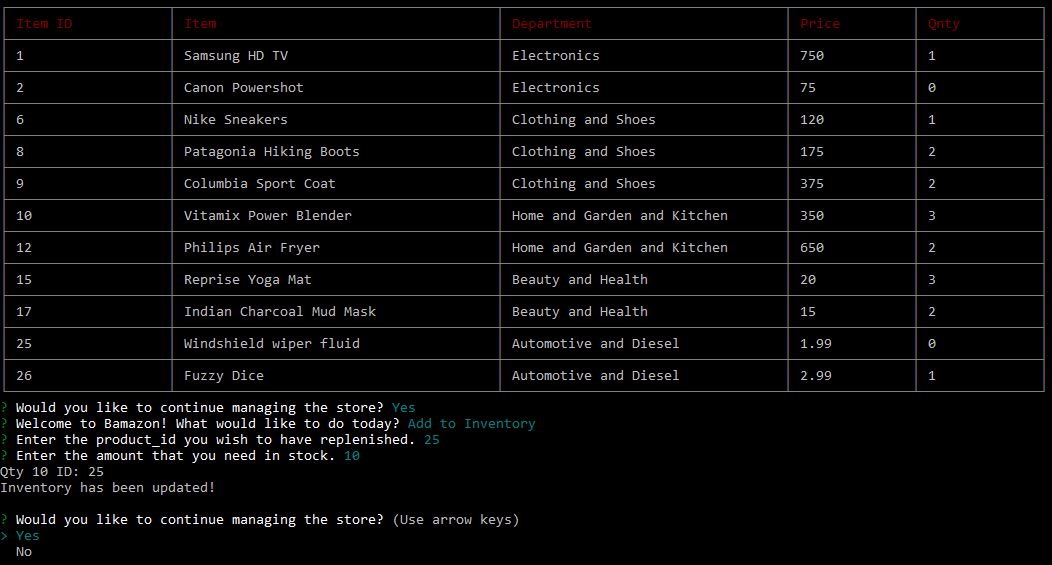 Item ID Item Department Price Qnty
1 Samsung HD TV Electronics 750 1
2 Canon Powershot Electronics 75 0
6 Nike Sneakers Clothing and Shoes 120 1
8 Patagonia Hiking Boots Clothing and Shoes 175 2
9 Columbia Sport Coat Clothing and Shoes 375 2
10 Vitamix Power Blender Home and Garden and Kitchen 350 3
12 Philips Air Fryer Home and Garden and Kitchen 650 2
15 Reprise Yoga Mat Beauty and Health 20 3
17 Indian Charcoal Mud Mask Beauty and Health 15 2
25 Windshield wiper fluid Automotive and Diesel 1.99 0
26 Fuzzy Dice Automotive and Diesel 2.99 1
? Would you like to continue managing the store? Yes
? Welcome to Bamazon! What would like to do today? Add to Inventory
? Enter the product_id you wish to have replenished. 25
? Enter the amount that you need in stock. 10
Qty 10 ID: 25
Inventory has been updated!
? Would you like to continue managing the store? (Use arrow keys)
> Yes
No